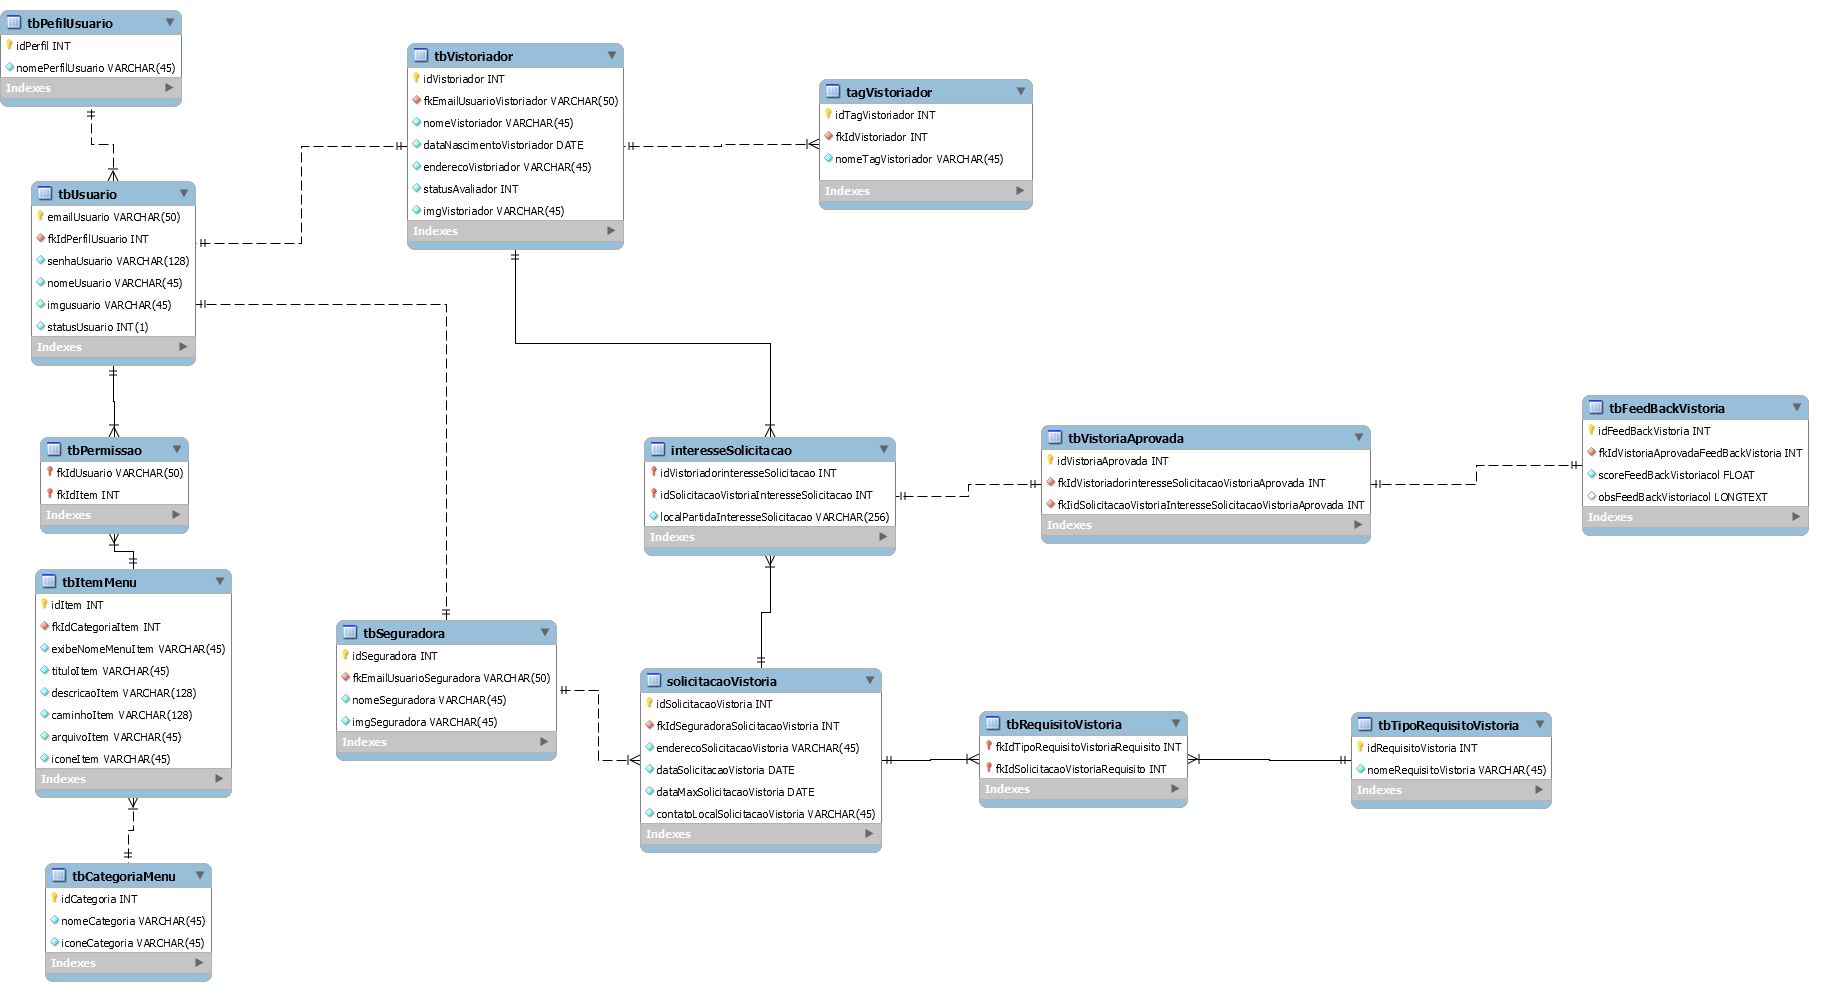 tbPefilUsuario
idPerfil INT
nomePerfilUsuario VARCHAR(45)
Indexes
tbUsuario
emailUsuario VARCHAR(50)
fkIdPerfilUsuario INT
senhaUsuario VARCHAR(128)
nomeUsuario VARCHAR(45)
imgusuario VARCHAR(45)
statusUsuario INT(1)
Indexes
tbPermissao
fkIdUsuario VARCHAR(50)
fkIdItem INT
Indexes
tbItemMenu
idItem INT
fkIdCategoriaItem INT
exibeNomeMenuItem VARCHAR(45)
tituloItem VARCHAR(45)
descricaoItem VARCHAR(128)
caminhoItem VARCHAR(128)
arquivoItem VARCHAR(45)
iconeItem VARCHAR(45)
Indexes
tbCategoriaMenu
idCategoria INT
nomeCategoria VARCHAR(45)
iconeCategoria VARCHAR(45)
Indexes
tbVistoriador
idVistoriador INT
fkEmailUsuarioVistoriador VARCHAR(50)
nomeVistoriador VARCHAR(45)
dataNascimentoVistoriador DATE
enderecoVistoriador VARCHAR(45)
statusAvaliador INT
imgVistoriador VARCHAR(45)
Indexes
tagVistoriador
idTagVistoriador INT
fkIdVistoriador INT
nomeTagVistoriador VARCHAR(45)
Indexes
tbSeguradora
idSeguradora INT
fkEmailUsuarioSeguradora VARCHAR(50)
nomeSeguradora VARCHAR(45)
imgSeguradora VARCHAR(45)
Indexes
interesseSolicitacao
idVistoriadorinteresseSolicitacao INT
idSolicitacaoVistoriaInteresseSolicitacao INT
localPartidaInteresseSolicitacao VARCHAR(256)
Indexes
solicitacaoVistoria
idSolicitacaoVistoria INT
fkIdSeguradoraSolicitacaoVistoria INT
enderecoSolicitacaoVistoria VARCHAR(45)
dataSolicitacaoVistoria DATE
dataMaxSolicitacaoVistoria DATE
contatoLocalSolicitacaoVistoria VARCHAR(45)
Indexes
tbVistoriaAprovada
idVistoriaAprovada INT
fkIdVistoriadorinteresseSolicitacaoVistoriaAprovada INT
fkIidSolicitacaoVistoriaInteresseSolicitacaoVistoriaAprovada INT
Indexes
tbFeedBackVistoria
idFeedBackVistoria INT
fkIdVistoriaAprovadaFeedBackVistoria INT
scoreFeedBackVistoriacol FLOAT
obsFeedBackVistoriacol LONGTEXT
Indexes
tbRequisitoVistoria
fkIdTipoRequisitoVistoriaRequisito INT
fkIdSolicitacaoVistoriaRequisito INT
Indexes
tbTipoRequisitoVistoria
idRequisitoVistoria INT
nomeRequisitoVistoria VARCHAR(45)
Indexes